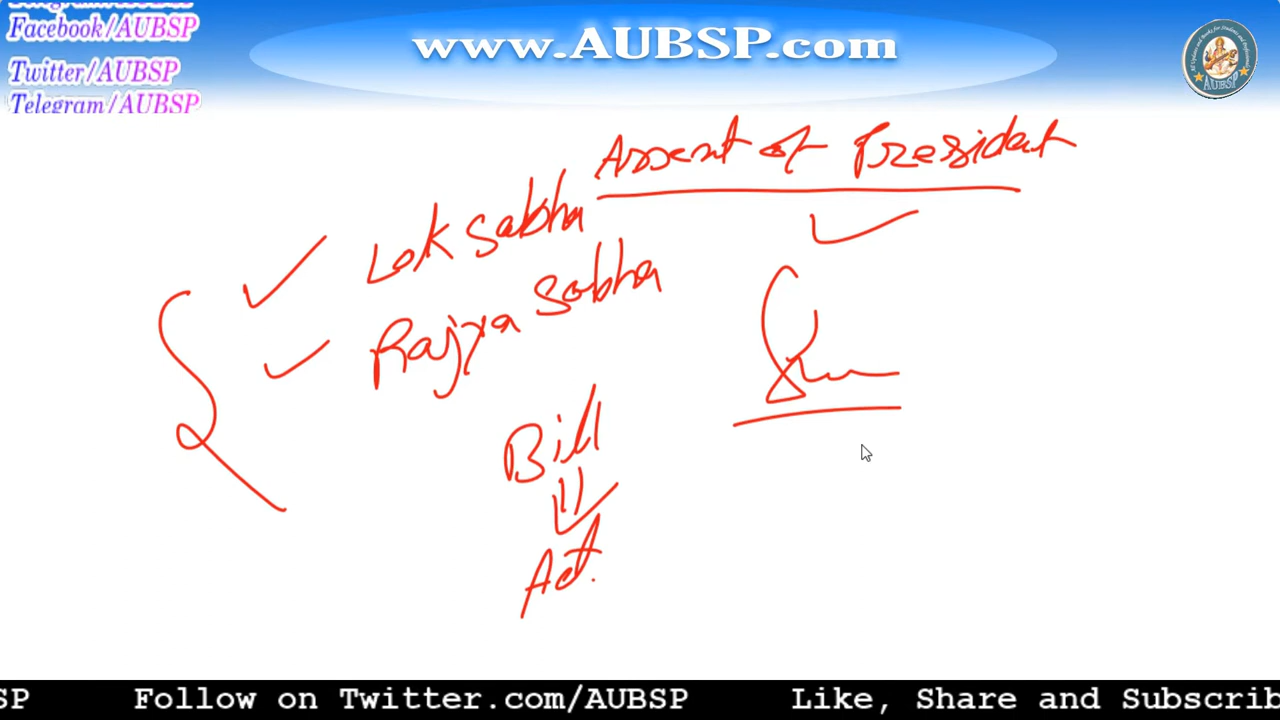 Facebook/AUBSP
Twitter/AUBSP
Telegram/AUBSP
www.AUBSP.com
AUBSP
Assent of President
Lok Sabha
Rajya Sabha
Bill
Act.
SP Follow on Twitter.com/AUBSP Like, Share and Subscrib